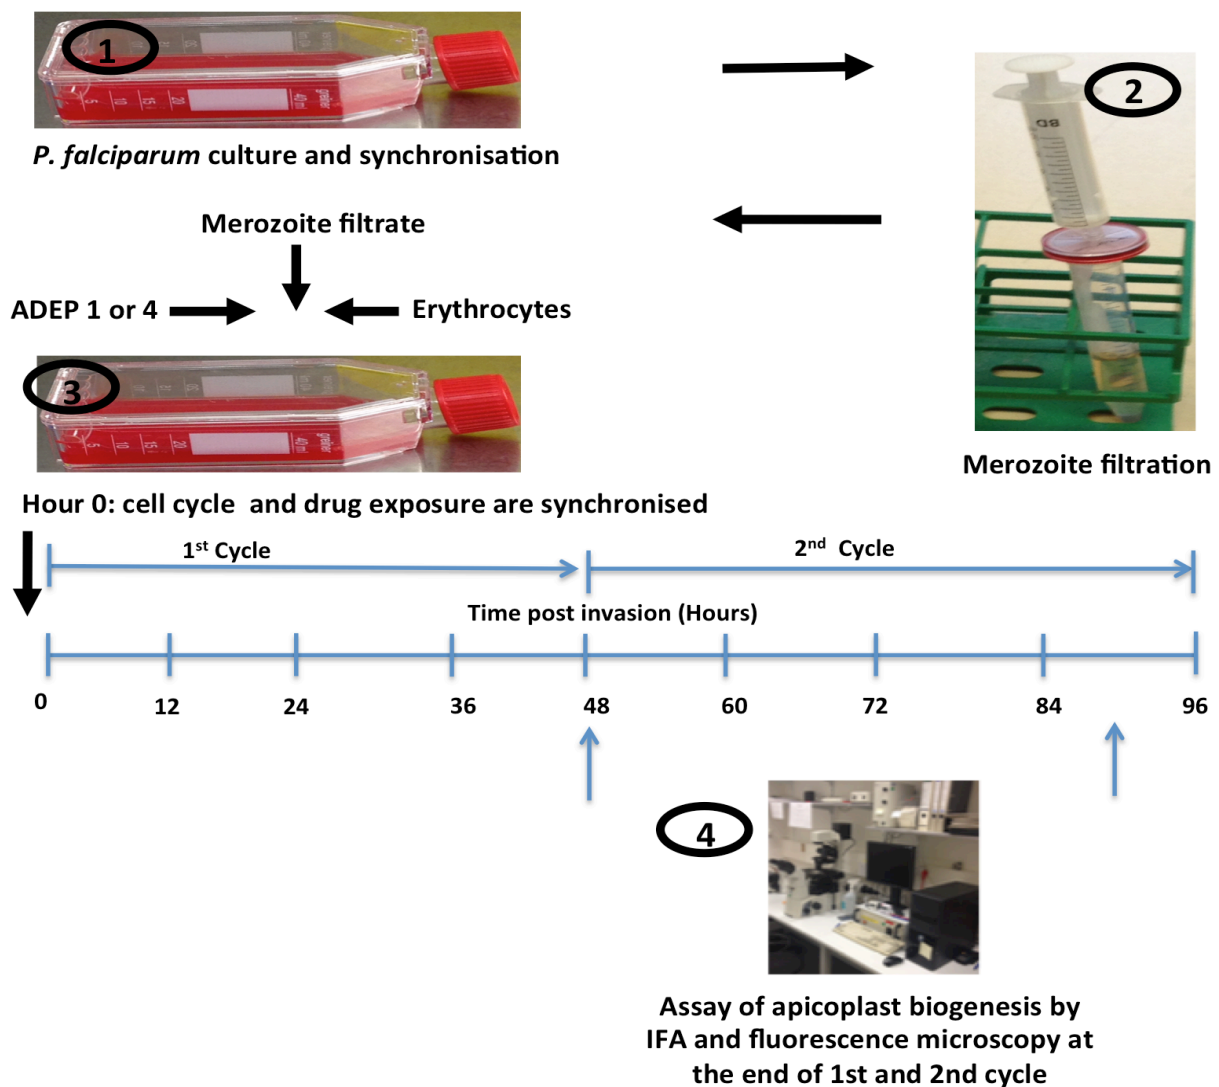 1
2
P. falciparum culture and synchronisation
Merozoite filtrate
ADEP 1 or 4
Erythrocytes
3
Merozoite filtration
Hour 0: cell cycle and drug exposure are synchronised
1st Cycle
2nd Cycle
Time post invasion (Hours)
0 12 24 36 48 60 72 84 96
4
Assay of apicoplast biogenesis by
IFA and fluorescence microscopy at
the end of 1st and 2nd cycle